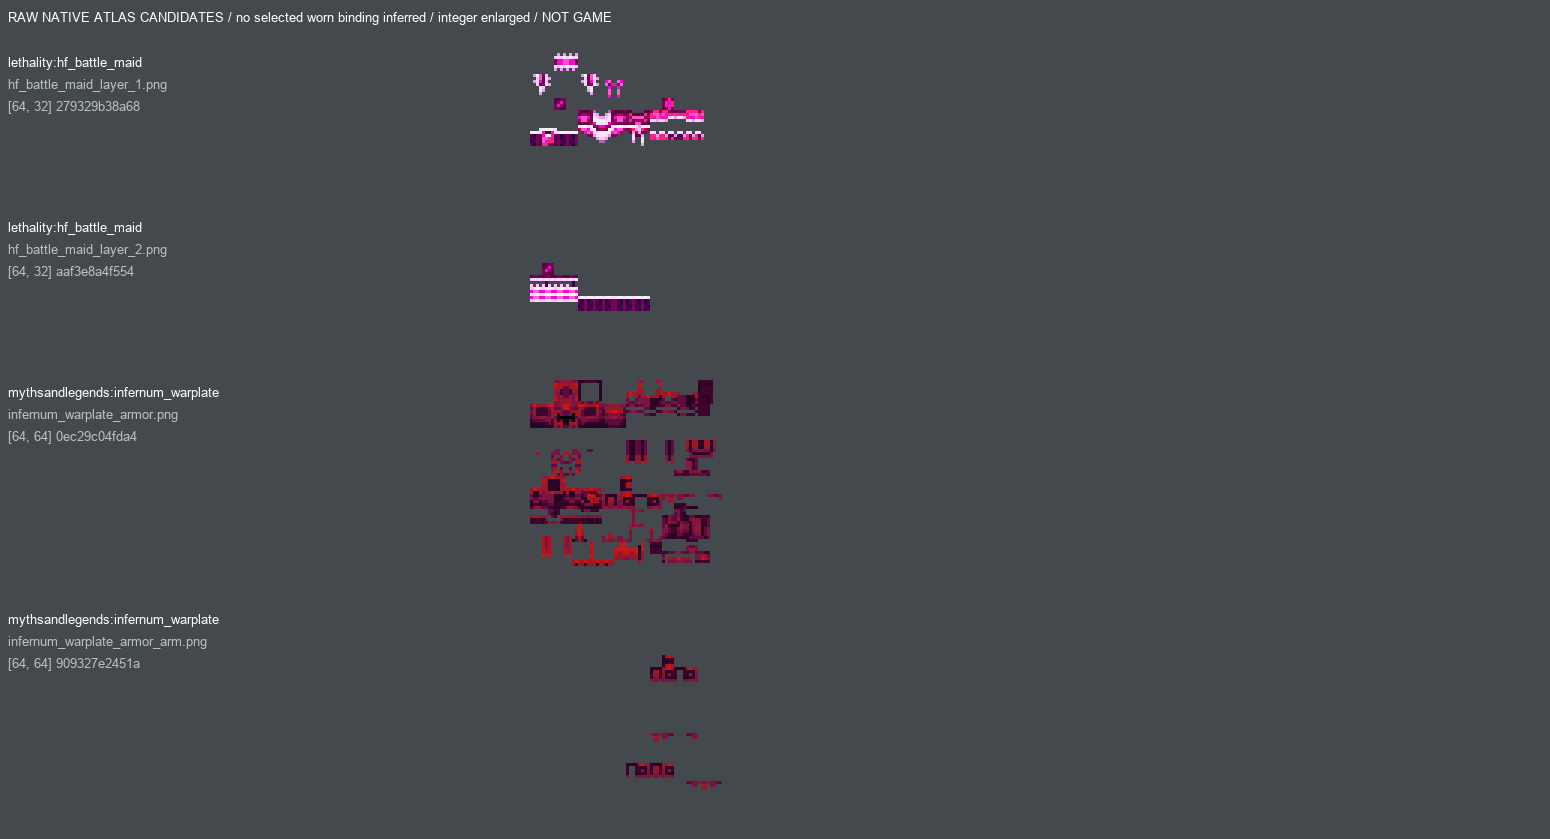 RAW NATIVE ATLAS CANDIDATES / no selected worn binding inferred / integer enlarged / NOT GAME
lethality:hf_battle_maid
hf_battle_maid_layer_1.png
[64, 32] 279329b38a68
lethality:hf_battle_maid
hf_battle_maid_layer_2.png
[64, 32] aaf3e8a4f554
mythsandlegends:infernum_warplate
infernum_warplate_armor.png
[64, 64] 0ec29c04fda4
mythsandlegends:infernum_warplate
infernum_warplate_armor_arm.png
[64, 64] 909327e2451a